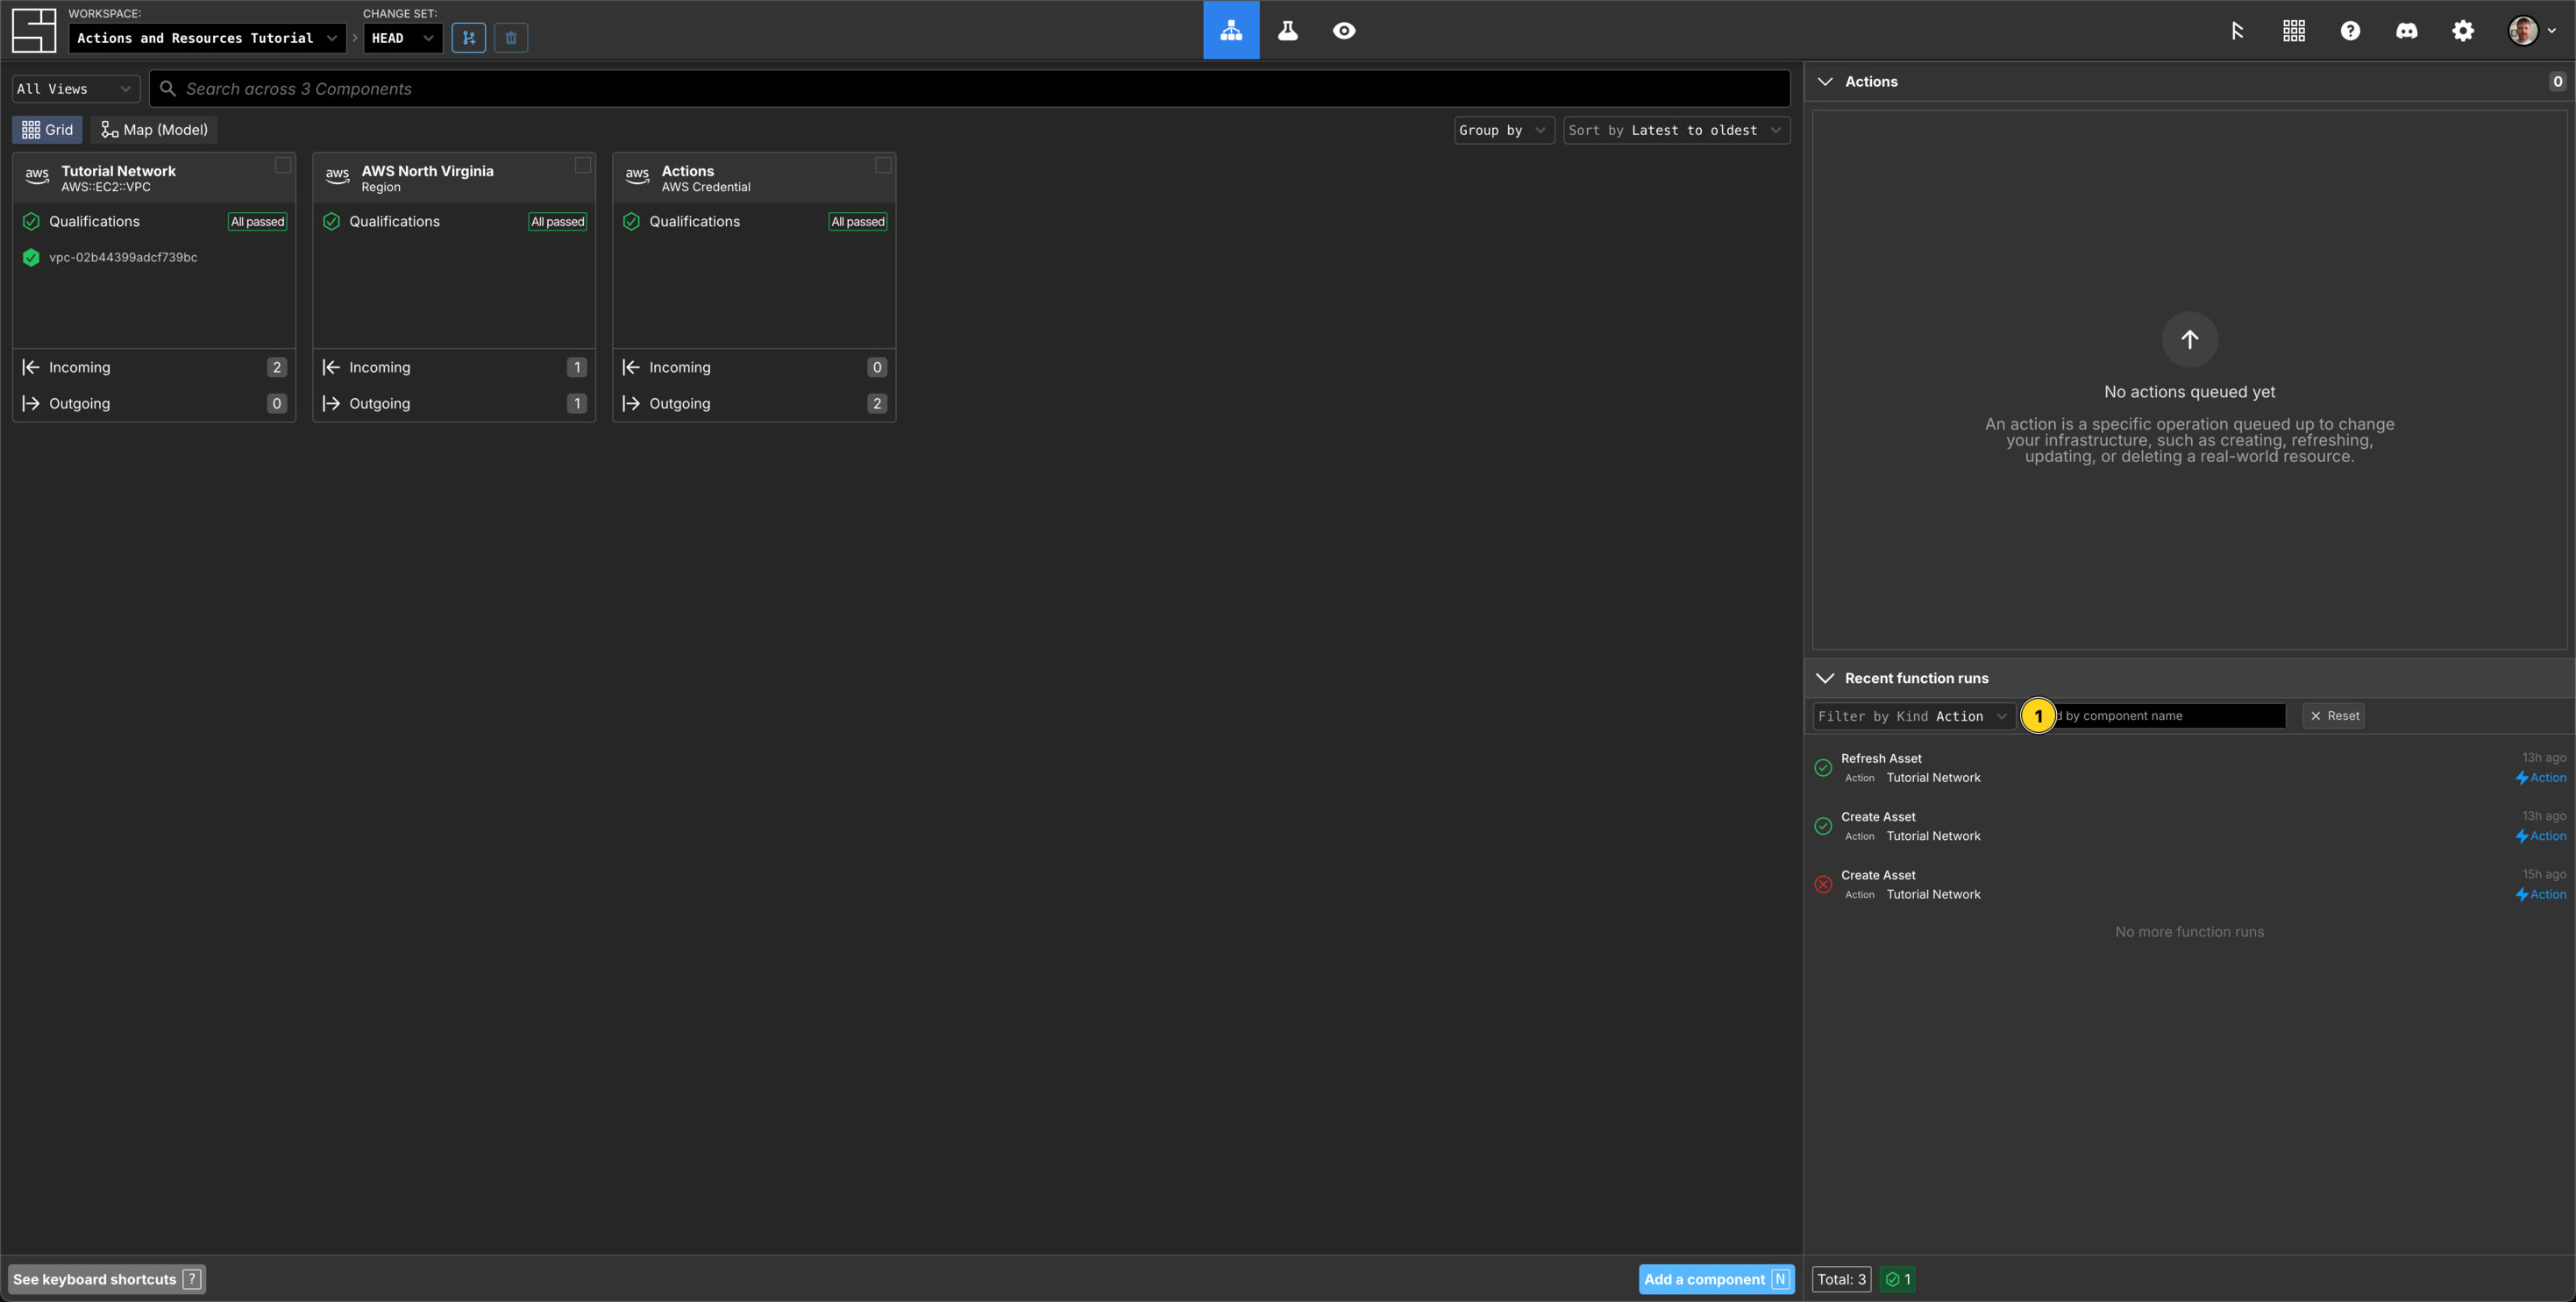 WORKSPACE:
Actions and Resources Tutorial
CHANGE SET:
HEAD
All Views
Search across 3 Components
Grid
Map (Model)
Group by
Sort by Latest to oldest
aws
Tutorial Network
AWS::EC2::VPC
Qualifications
All passed
vpc-02b44399adcf739bc
Incoming
2
Outgoing
0
aws
AWS North Virginia
Region
Qualifications
All passed
Incoming
1
Outgoing
1
aws
Actions
AWS Credential
Qualifications
All passed
Incoming
0
Outgoing
2
Actions
0
No actions queued yet
An action is a specific operation queued up to change
your infrastructure, such as creating, refreshing,
updating, or deleting a real-world resource.
Recent function runs
Filter by Kind Action
1
by component name
Reset
Refresh Asset
13h ago
Action Tutorial Network
Action
Create Asset
13h ago
Action Tutorial Network
Action
Create Asset
15h ago
Action Tutorial Network
Action
No more function runs
See keyboard shortcuts ?
Add a component N
Total: 3
1